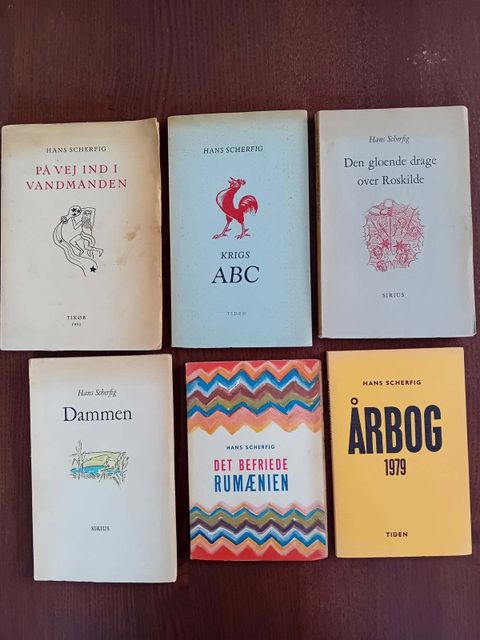 HANS SCHERFIG
PÅ VEJ IND I
VANDMANDEN
TIKØB
1951
HANS SCHERFIG
KRIGS
ABC
TIDEN
Hans Scherfig
Den gloende drage
over Roskilde
SIRIUS
Hans Scherfig
Dammen
SIRIUS
HANS SCHERFIG
DET BEFRIEDE
RUMÆNIEN
HANS SCHERFIG
ÅRBOG
1979
TIDEN